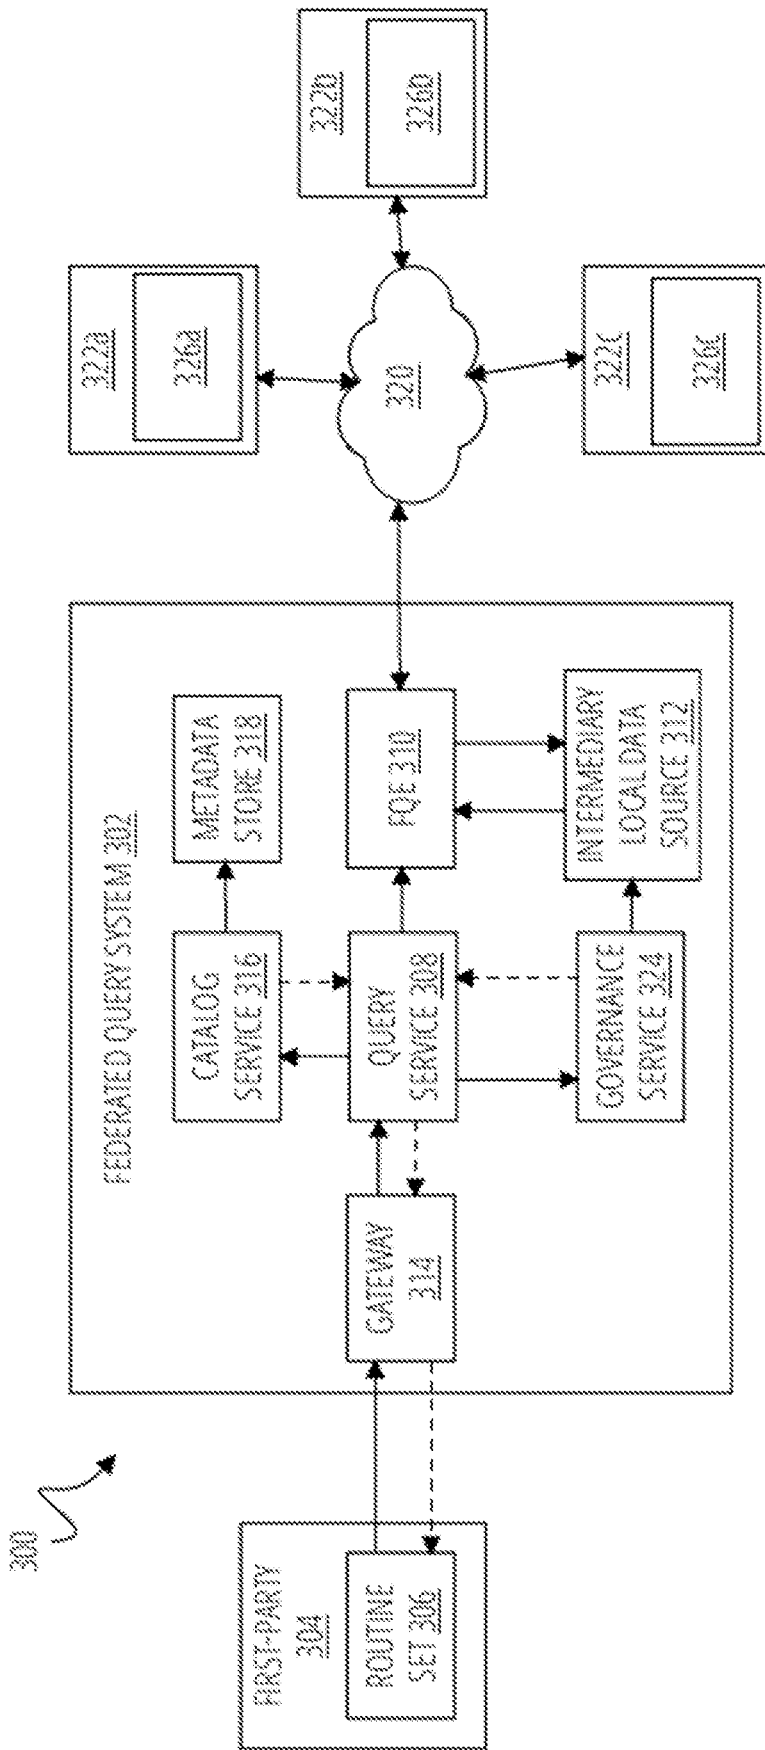 300
FIRST-PARTY
304
ROUTINE
SET 306
FEDERATED QUERY SYSTEM 302
GATEWAY
314
CATALOG
SERVICE 316
METADATA
STORE 318
QUERY
SERVICE 308
FQE 310
GOVERNANCE
SERVICE 324
INTERMEDIARY
LOCAL DATA
SOURCE 312
320
322a
326a
322b
326b
322c
326c